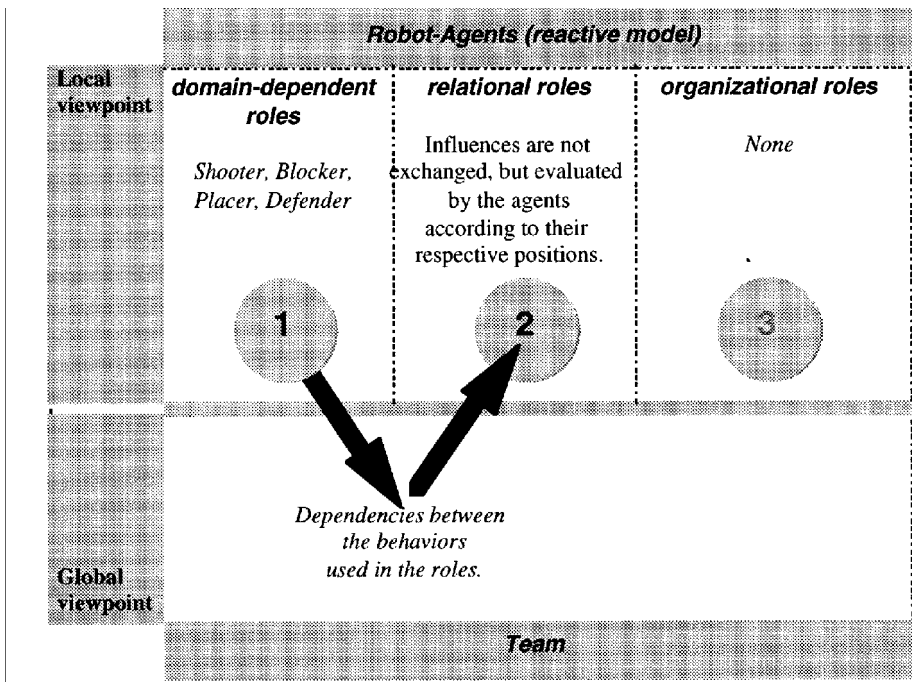 Robot-Agents (reactive model)
Local
viewpoint
domain-dependent
roles
Shooter, Blocker,
Placer, Defender
1
relational roles
Influences are not
exchanged, but evaluated
by the agents
according to their
respective positions.
2
organizational roles
None
3
Dependencies between
the behaviors
used in the roles.
Global
viewpoint
Team